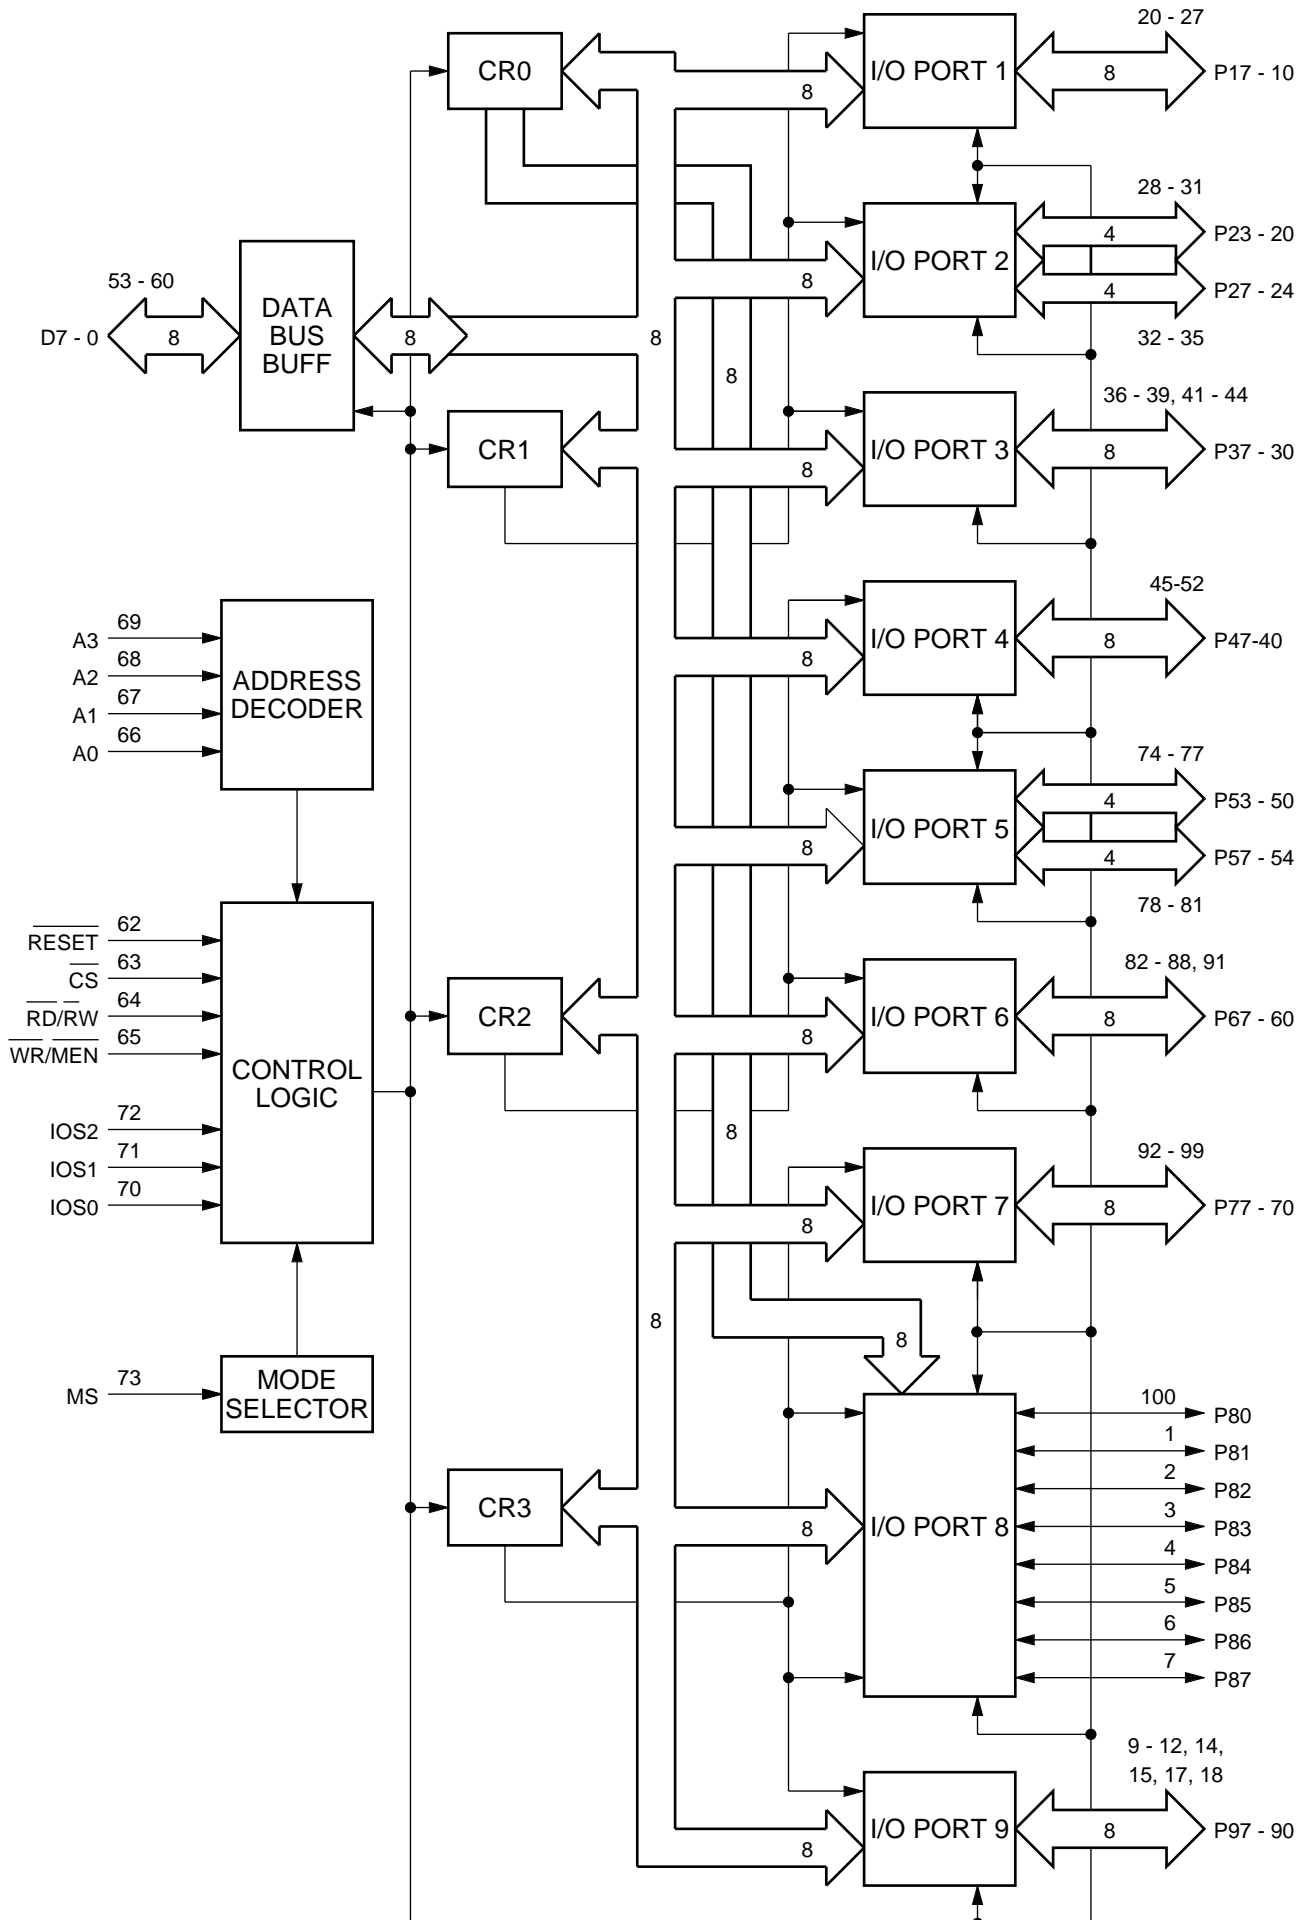 20 - 27
CR0
I/O PORT 1
8
8
P17 - 10
28 - 31
4
P23 - 20
I/O PORT 2
8
4
P27 - 24
32 - 35
53 - 60
D7 - 0
8
DATA
BUS
BUFF
8
8
8
36 - 39, 41 - 44
CR1
I/O PORT 3
8
8
P37 - 30
45-52
I/O PORT 4
8
8
P47-40
A3
69
A2
68
A1
67
A0
66
ADDRESS
DECODER
74 - 77
4
P53 - 50
I/O PORT 5
8
4
P57 - 54
78 - 81
RESET
62
CS
63
RD/RW
64
WR/MEN
65
CONTROL
LOGIC
IOS2
72
IOS1
71
IOS0
70
82 - 88, 91
CR2
I/O PORT 6
8
8
P67 - 60
8
92 - 99
I/O PORT 7
8
8
P77 - 70
8
8
MS
73
MODE
SELECTOR
100
P80
1
P81
2
P82
CR3
8
I/O PORT 8
3
P83
4
P84
5
P85
6
P86
7
P87
9 - 12, 14,
15, 17, 18
I/O PORT 9
8
8
P97 - 90